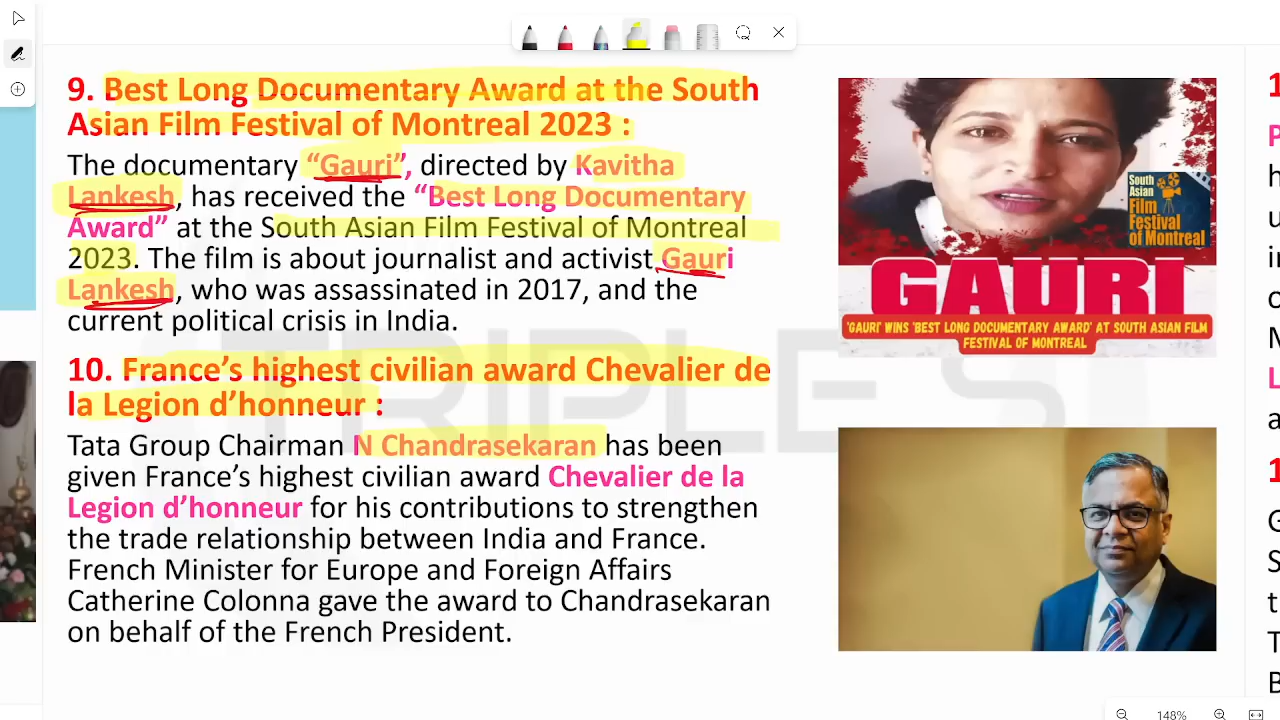 9. Best Long Documentary Award at the South
Asian Film Festival of Montreal 2023 :
The documentary “Gauri”, directed by Kavitha
Lankesh, has received the “Best Long Documentary
Award” at the South Asian Film Festival of Montreal
2023. The film is about journalist and activist Gauri
Lankesh, who was assassinated in 2017, and the
current political crisis in India.
10. France’s highest civilian award Chevalier de
la Legion d’honneur :
Tata Group Chairman N Chandrasekaran has been
given France’s highest civilian award Chevalier de la
Legion d’honneur for his contributions to strengthen
the trade relationship between India and France.
French Minister for Europe and Foreign Affairs
Catherine Colonna gave the award to Chandrasekaran
on behalf of the French President.
South
Asian
Film
Festival
of Montreal
GAURI
'GAURI' WINS 'BEST LONG DOCUMENTARY AWARD' AT SOUTH ASIAN FILM
FESTIVAL OF MONTREAL
TRIPLE S
148%